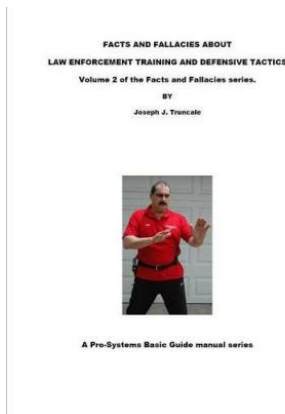 FACTS AND FALLACIES ABOUT
LAW ENFORCEMENT TRAINING AND DEFENSIVE TACTICS
Volume 2 of the Facts and Fallacies series.
BY
Joseph J. Truncale
A Pro-Systems Basic Guide manual series